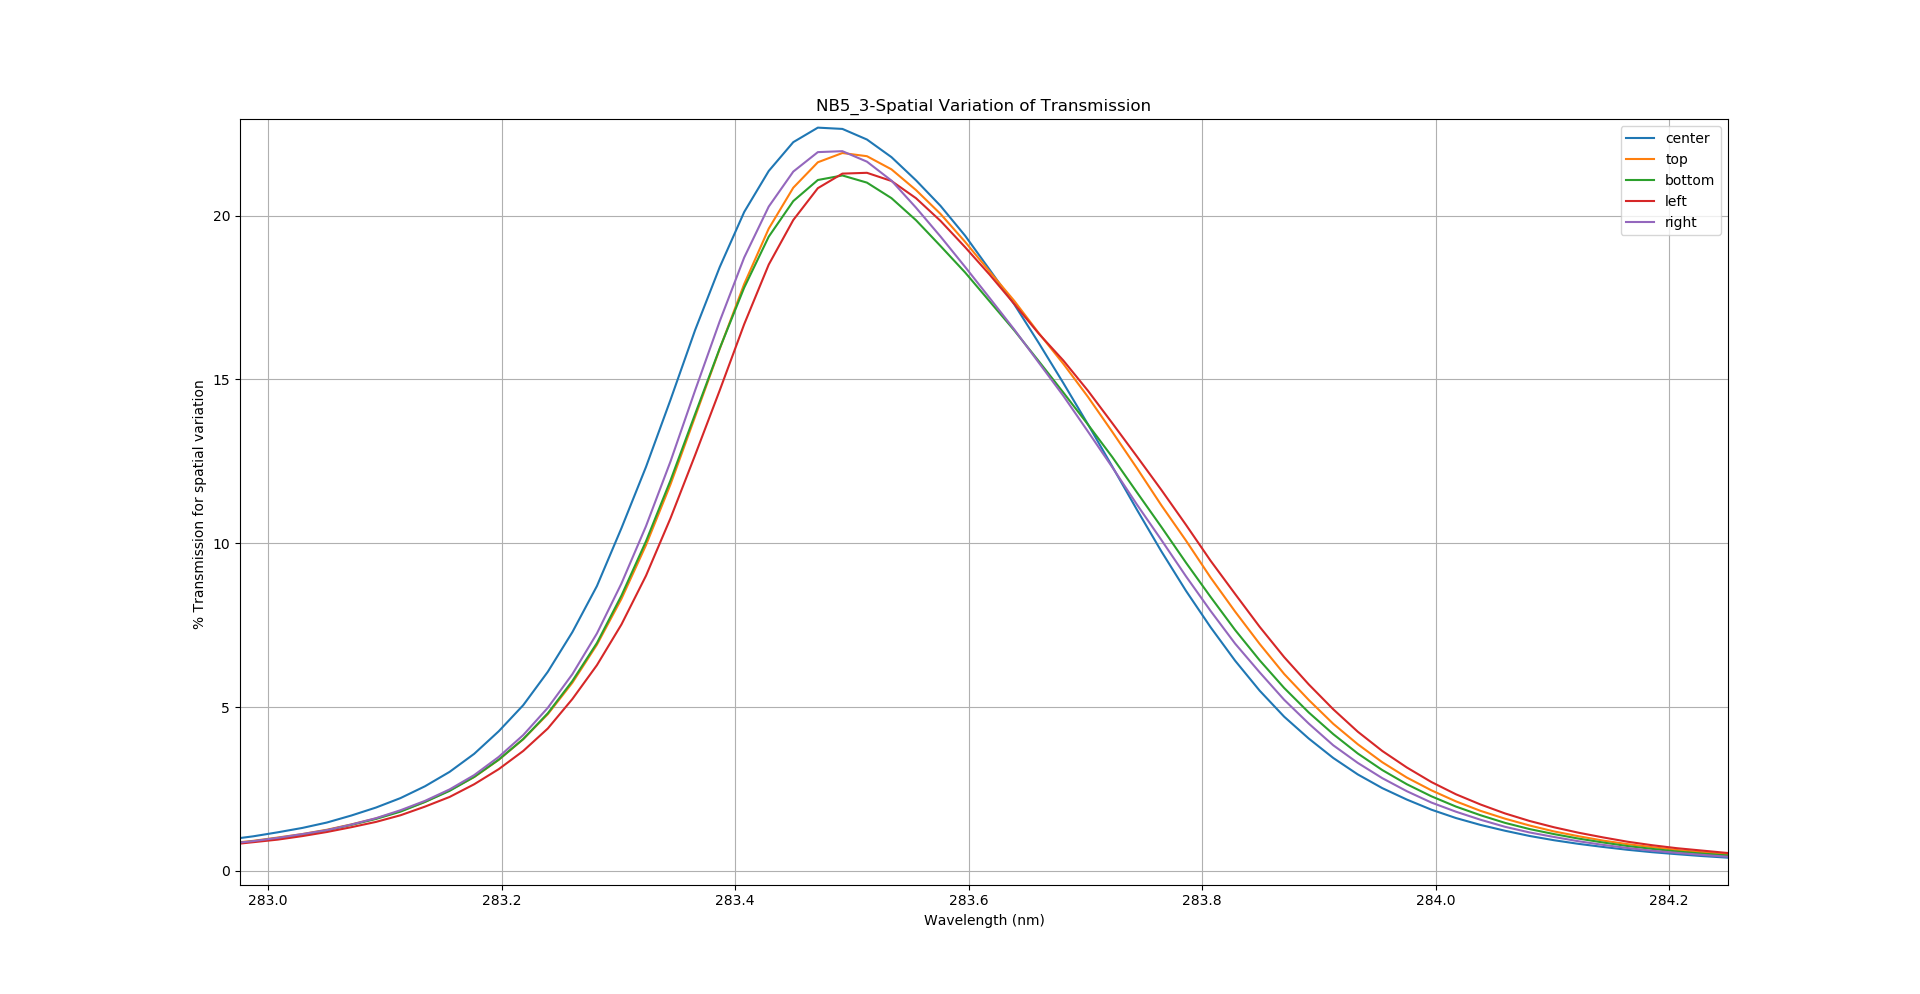 NB5_3-Spatial Variation of Transmission
center
top
bottom
left
right
% Transmission for spatial variation
20
15
10
5
0
283.0 283.2 283.4 283.6 283.8 284.0 284.2
Wavelength (nm)